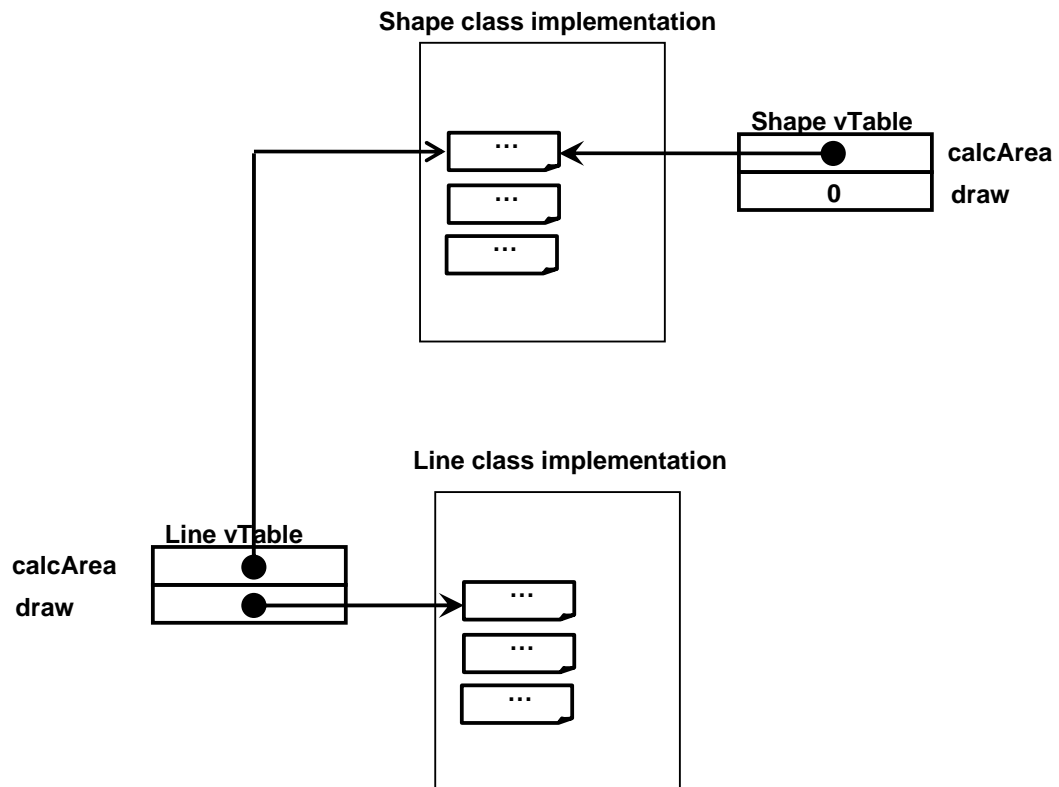 Shape class implementation
Shape vTable
...
calcArea
...
0
draw
...
Line class implementation
Line vTable
calcArea
...
draw
...
...